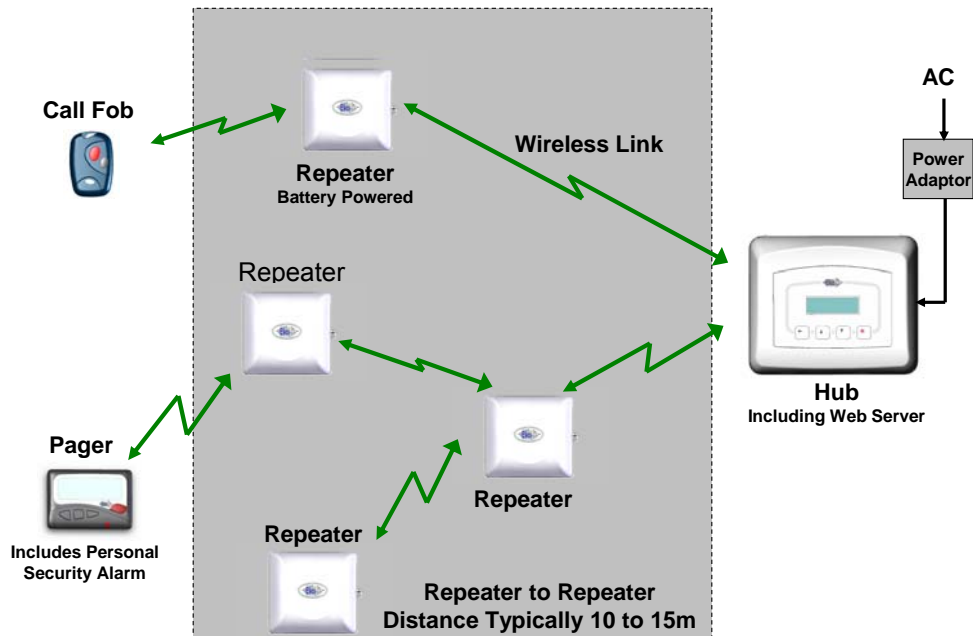 Call Fob
Repeater
Battery Powered
Wireless Link
AC
Power
Adaptor
Repeater
Hub
Including Web Server
Pager
Includes Personal
Security Alarm
Repeater
Repeater
Repeater to Repeater
Distance Typically 10 to 15m